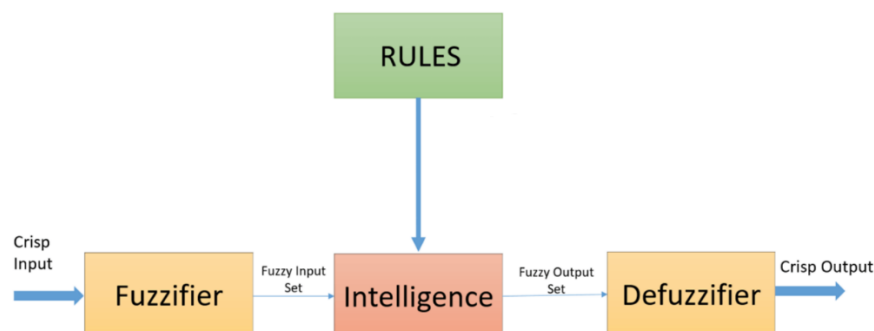 RULES
Crisp
Input
Fuzzifier
Fuzzy Input
Set
Intelligence
Fuzzy Output
Set
Defuzzifier
Crisp Output